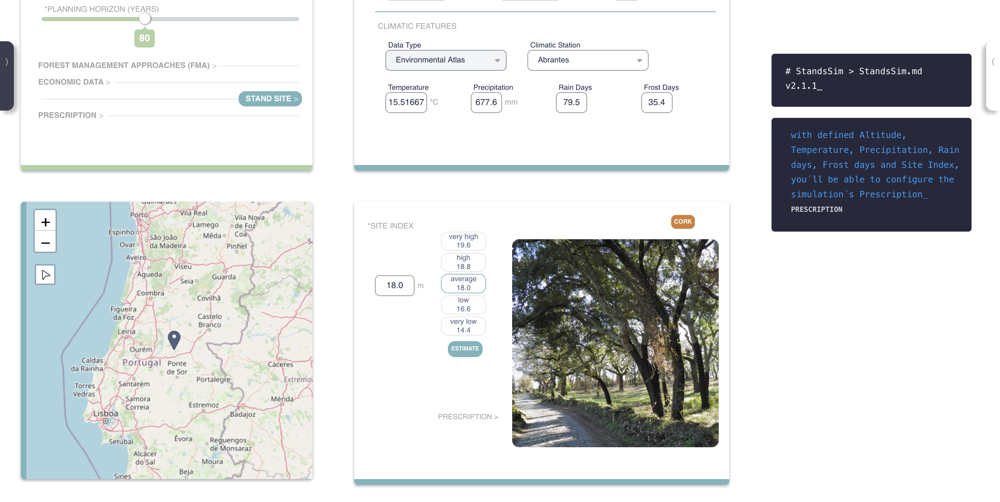 *PLANNING HORIZON (YEARS)
80
FOREST MANAGEMENT APPROACHES (FMA) >
ECONOMIC DATA >
STAND SITE >
PRESCRIPTION >
CLIMATIC FEATURES
Data Type
Climatic Station
Environmental Atlas
Abrantes
Temperature
Precipitation
Rain Days
Frost Days
15.51667 ºC
677.6 mm
79.5
35.4
# StandsSim > StandsSim.md
v2.1.1_
with defined Altitude,
Temperature, Precipitation, Rain
days, Frost days and Site Index,
you´ll be able to configure the
simulation´s Prescription_
PRESCRIPTION
+
−
Guimarães
Porto
Vila Real
Vila Nova
de Foz
Coa
Lamego
Espinho
São João
da Madeira
Mêda
Ovar
Pinhel
Aveiro
Viseu
Águeda
Seia
Guarda
Coimbra
Covilhã
Figueira
da Foz
Castelo
Branco
Leiria
Ourém
Caldas
da Rainha
Portugal
Ponte
de Sor
Cáceres
Portalegre
Santarém
Torres
Vedras
Samora
Correia
Estremoz
Mérida
Lisboa
Badajoz
Setúbal
Évora
Reguengos
de Monsaraz
Alcácer
do Sal
Moura
Beja
Sines
*SITE INDEX
CORK
very high
19.6
high
18.8
average
18.0
low
16.6
very low
14.4
18.0 m
ESTIMATE
PRESCRIPTION >